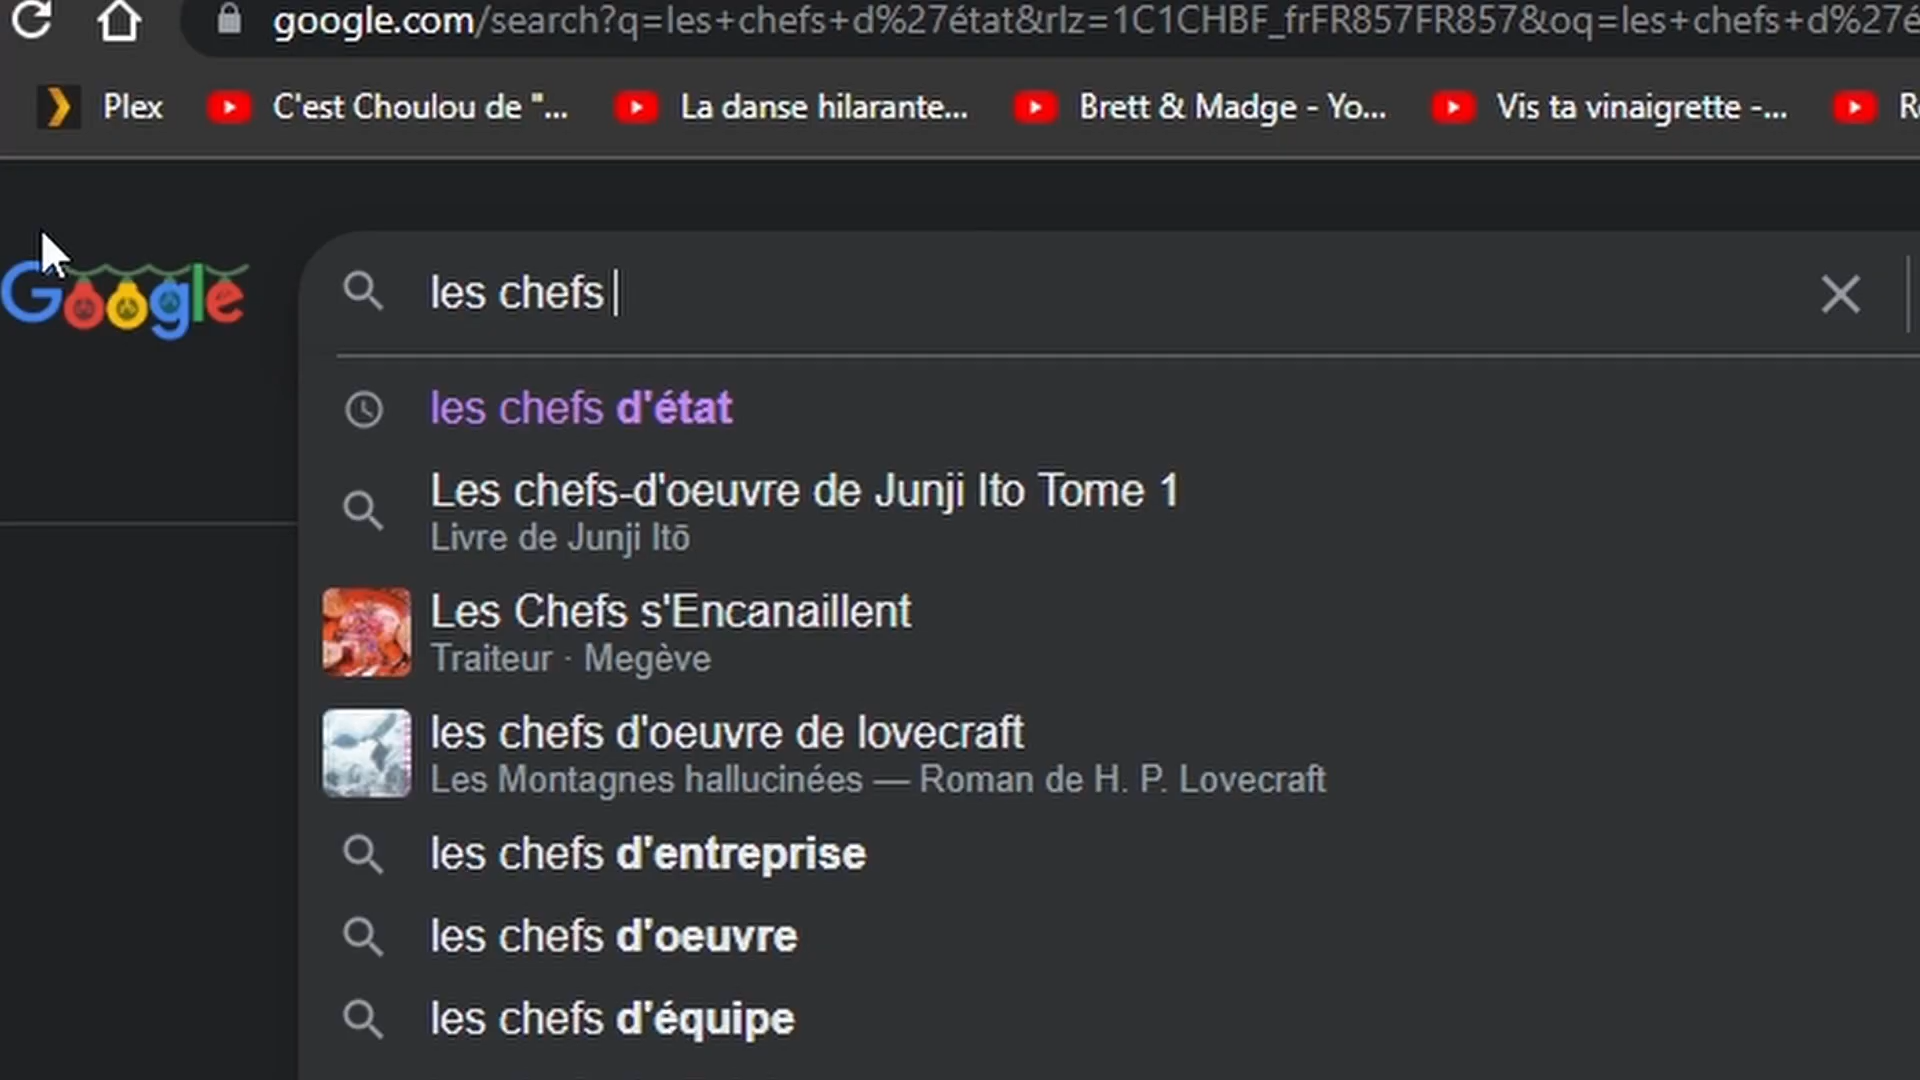 google.com/search?q=les+chefs+d%27état&rlz=1C1CHBF_frFR857FR857&oq=les+chefs+d%27é
Plex
C'est Choulou de "...
La danse hilarante...
Brett & Madge - Yo...
Vis ta vinaigrette -...
Google
les chefs
les chefs d'état
Les chefs-d'oeuvre de Junji Ito Tome 1
Livre de Junji Itō
Les Chefs s'Encanaillent
Traiteur · Megève
les chefs d'oeuvre de lovecraft
Les Montagnes hallucinées — Roman de H. P. Lovecraft
les chefs d'entreprise
les chefs d'oeuvre
les chefs d'équipe